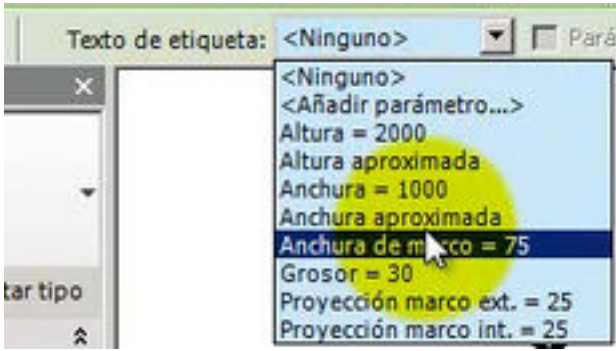 Texto de etiqueta: <Ninguno> Pará
<Ninguno>
<Añadir parámetro...>
Altura = 2000
Altura aproximada
Anchura = 1000
Anchura aproximada
Anchura de marco = 75
Grosor = 30
Proyección marco ext. = 25
Proyección marco int. = 25
tar tipo